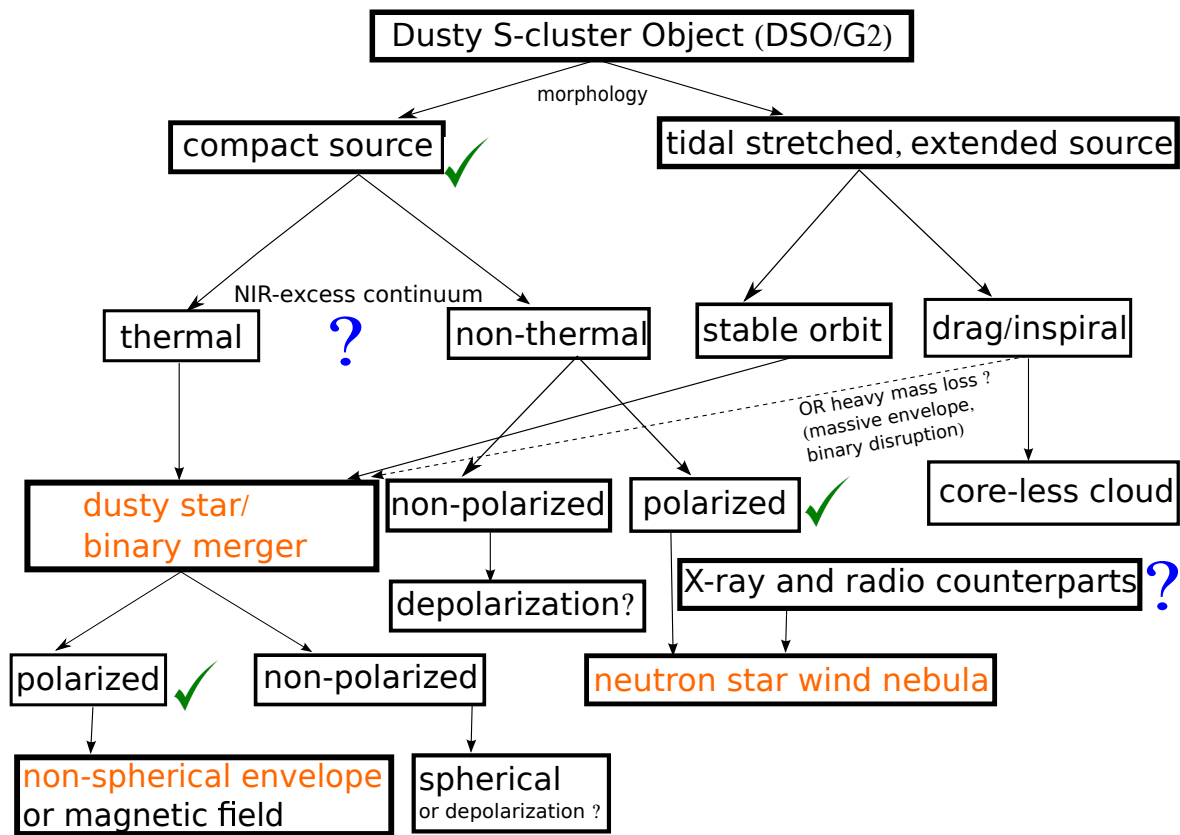 Dusty S-cluster Object (DSO/G2)
morphology
compact source
tidal stretched, extended source
NIR-excess continuum
thermal
?
non-thermal
stable orbit
drag/inspiral
OR heavy mass loss ?
(massive envelope,
binary disruption)
dusty star/
binary merger
non-polarized
polarized
core-less cloud
depolarization?
X-ray and radio counterparts
?
polarized
non-polarized
neutron star wind nebula
non-spherical envelope
or magnetic field
spherical
or depolarization ?